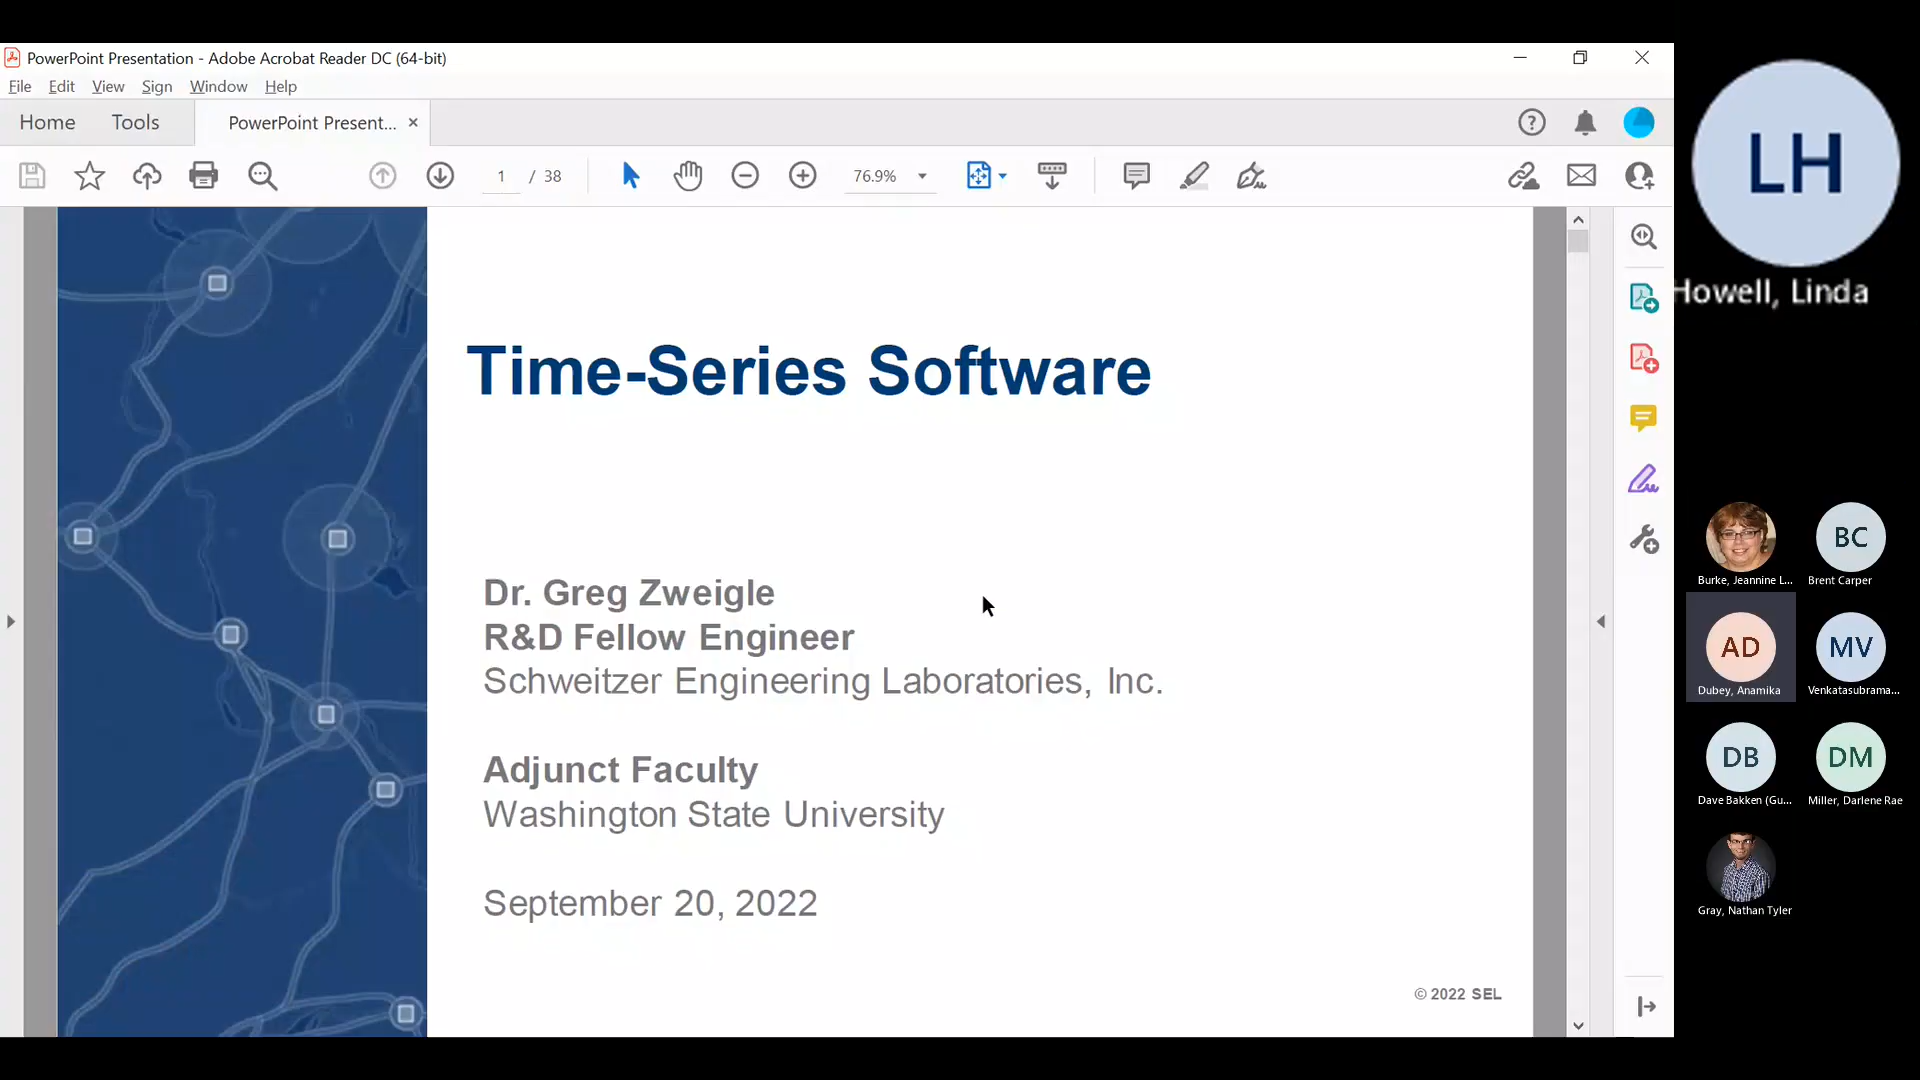 PowerPoint Presentation - Adobe Acrobat Reader DC (64-bit)
File Edit View Sign Window Help
Home Tools PowerPoint Present... ×
1 / 38 76.9%
Time-Series Software
Dr. Greg Zweigle
R&D Fellow Engineer
Schweitzer Engineering Laboratories, Inc.
Adjunct Faculty
Washington State University
September 20, 2022
© 2022 SEL
LH
Howell, Linda
Burke, Jeannine L...
BC
Brent Carper
AD
Dubey, Anamika
MV
Venkatasubrama...
DB
Dave Bakken (Gu...
DM
Miller, Darlene Rae
Gray, Nathan Tyler